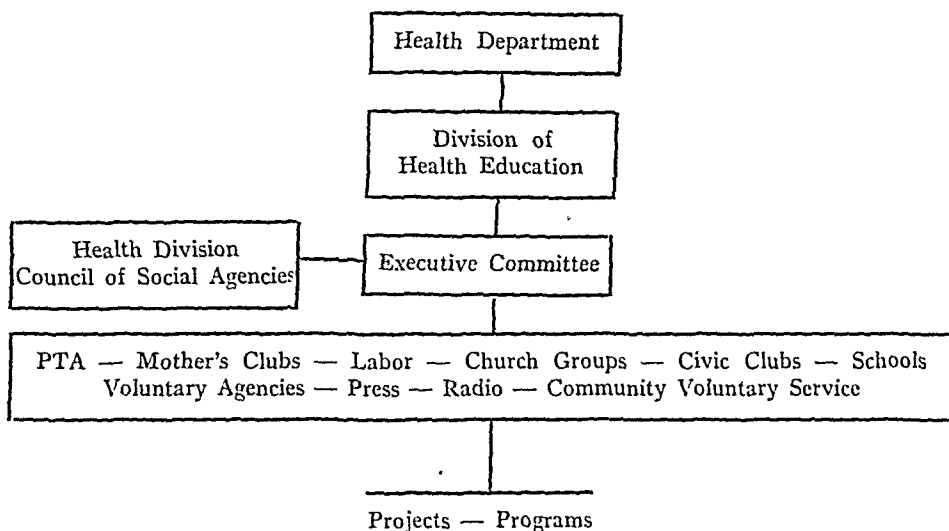 Health Department
Division of
Health Education
Health Division
Council of Social Agencies
Executive Committee
PTA — Mother's Clubs — Labor — Church Groups — Civic Clubs — Schools
Voluntary Agencies — Press — Radio — Community Voluntary Service
Projects — Programs